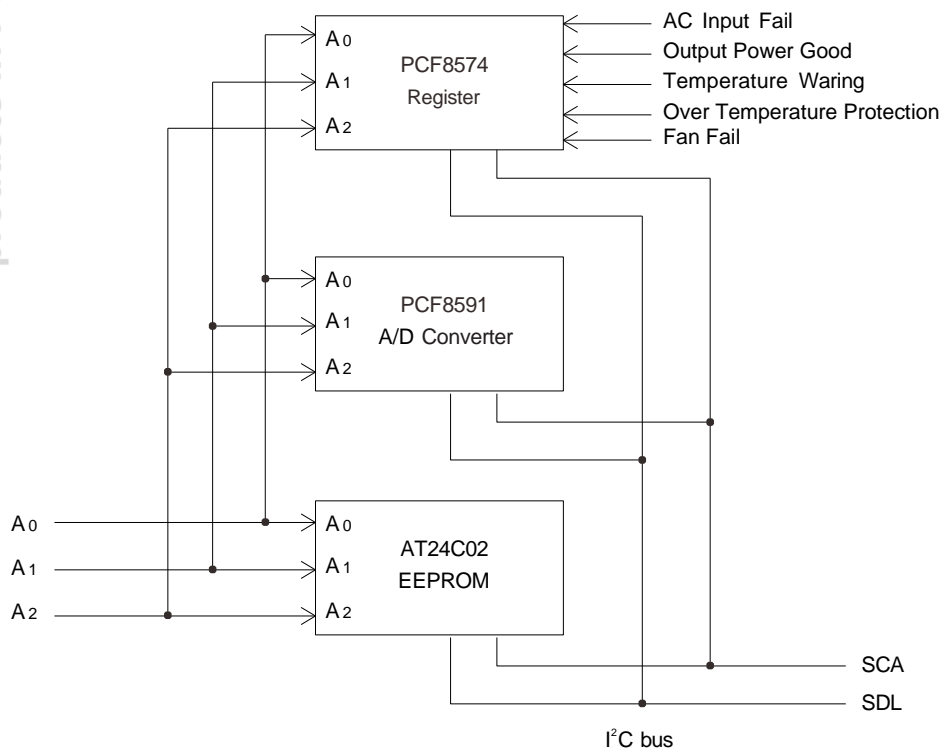 A0
A1
A2
PCF8574
Register
AC Input Fail
Output Power Good
Temperature Waring
Over Temperature Protection
Fan Fail
A0
A1
A2
PCF8591
A/D Converter
A0
A1
A2
A0
A1
A2
AT24C02
EEPROM
SCA
SDL
I²C bus